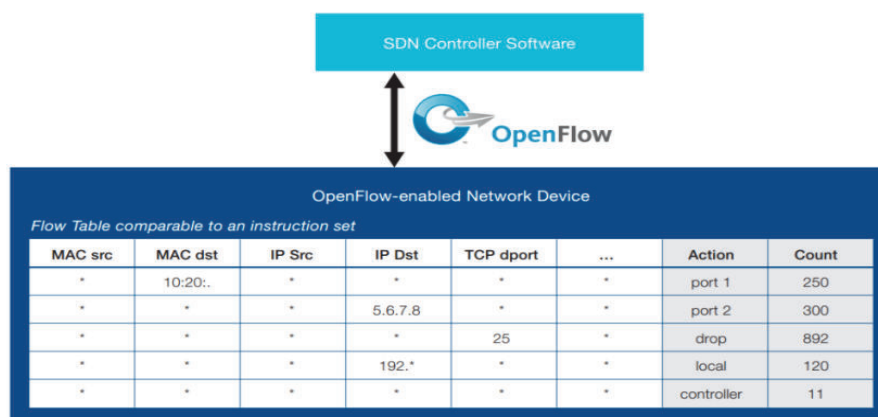 SDN Controller Software
OpenFlow
OpenFlow-enabled Network Device
Flow Table comparable to an instruction set
MAC src MAC dst IP Src IP Dst TCP dport ... Action Count
* 10:20:. * * * * port 1 250
* * * 5.6.7.8 * * port 2 300
* * * * 25 * drop 892
* * * 192.* * * local 120
* * * * * * controller 11